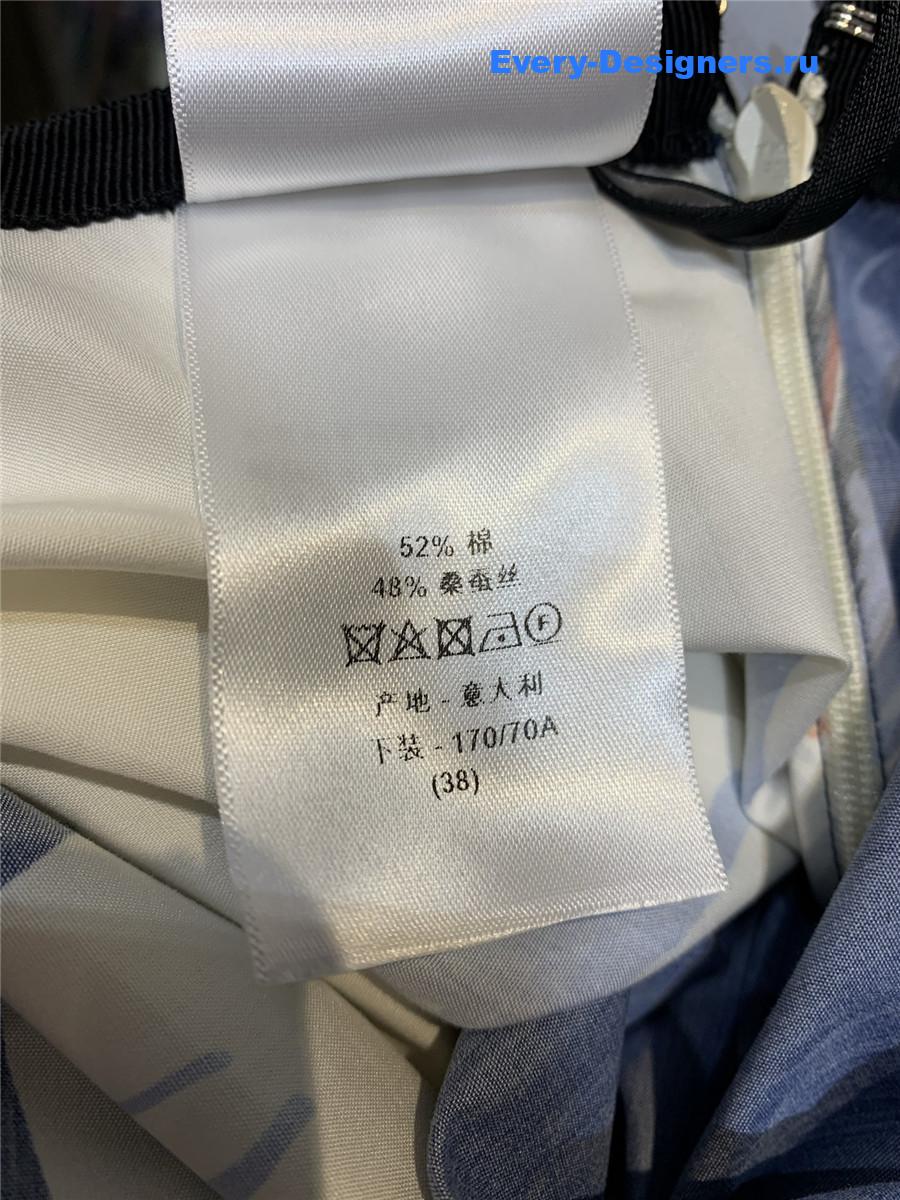 Every-Designers.ru
52% 棉
48% 桑蚕丝
F
产地 - 意大利
下装 - 170/70A
(38)